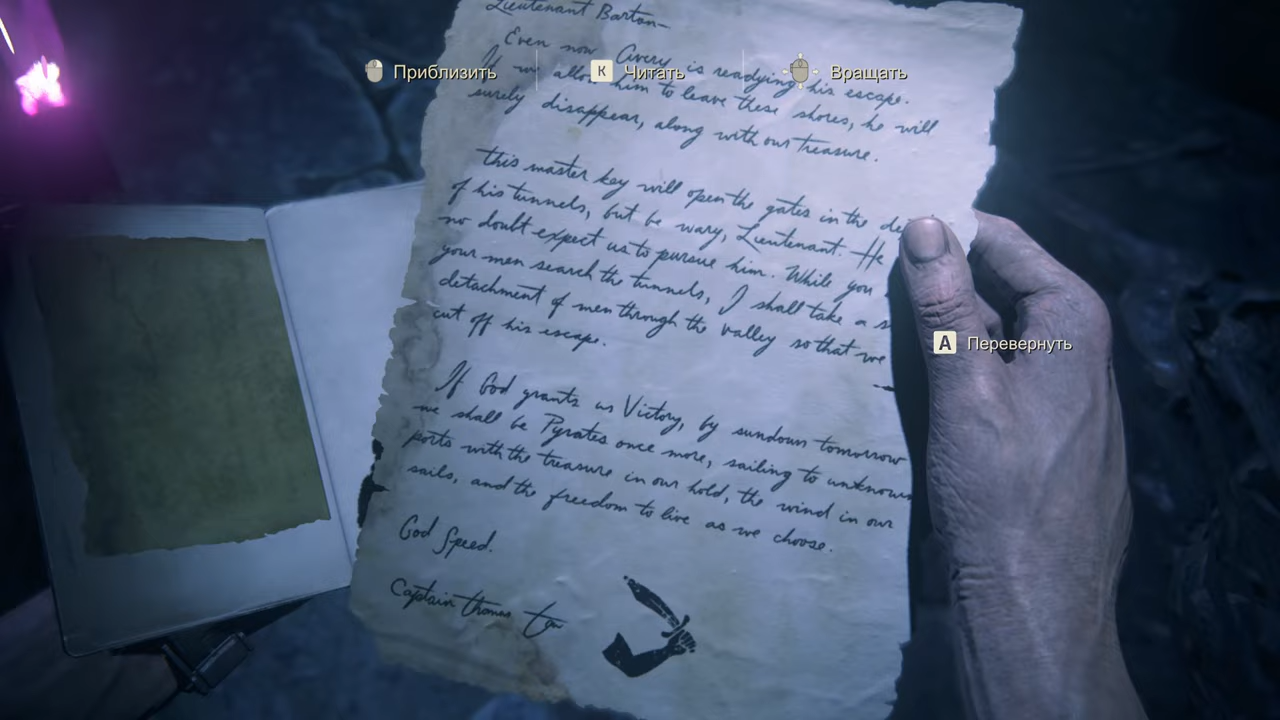 Lieutenant Barton—
Even now Avery is readying his escape.
If we allow him to leave these shores, he will
surely disappear, along with our treasure.
Приблизить
K Читать
Вращать
this master key will open the gates in the de
of his tunnels, but be wary, Lieutenant. He
no doubt expect us to pursue him. While you
your men search the tunnels, I shall take a s
detachment of men through the valley so that we
cut off his escape.
A Перевернуть
If God grants us Victory, by sundown tomorrow
we shall be Pyrates once more, sailing to unknown
ports with the treasure in our hold, the wind in our
sails, and the freedom to live as we choose.
God Speed.
Captain Thomas Tew